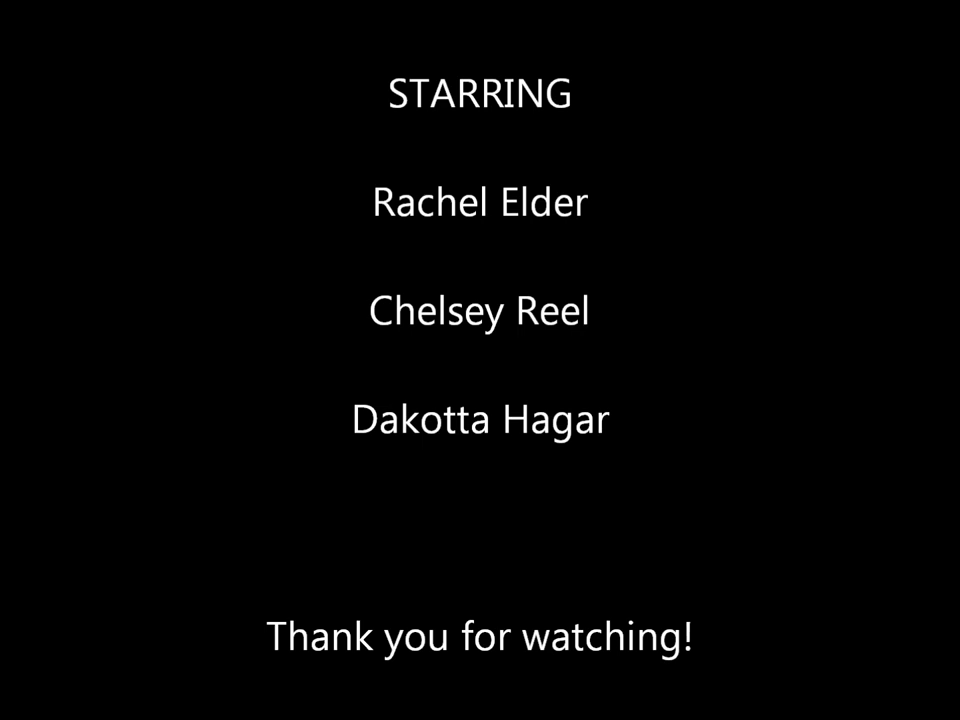 STARRING
Rachel Elder
Chelsey Reel
Dakotta Hagar
Thank you for watching!